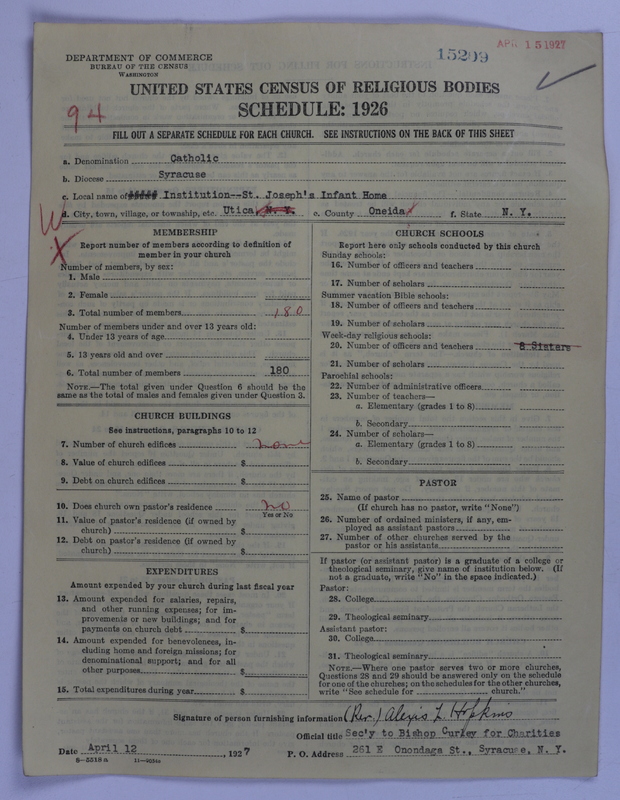 APR 15 1927
15209
DEPARTMENT OF COMMERCE
BUREAU OF THE CENSUS
WASHINGTON
UNITED STATES CENSUS OF RELIGIOUS BODIES
SCHEDULE: 1926
94
FILL OUT A SEPARATE SCHEDULE FOR EACH CHURCH. SEE INSTRUCTIONS ON THE BACK OF THIS SHEET
a. Denomination Catholic
b. Diocese Syracuse
c. Local name of Institution--St. Joseph's Infant Home
d. City, town, village, or township, etc. Utica, N. Y. e. County Oneida f. State N. Y.
MEMBERSHIP
Report number of members according to definition of
member in your church
Number of members, by sex:
1. Male
2. Female
3. Total number of members 180
Number of members under and over 13 years old:
4. Under 13 years of age
5. 13 years old and over
6. Total number of members 180
NOTE.—The total given under Question 6 should be the
same as the total of males and females given under Question 3.
CHURCH BUILDINGS
See instructions, paragraphs 10 to 12
7. Number of church edifices none
8. Value of church edifices $
9. Debt on church edifices $
10. Does church own pastor's residence no
Yes or No
11. Value of pastor's residence (if owned by
church) $
12. Debt on pastor's residence (if owned by
church) $
EXPENDITURES
Amount expended by your church during last fiscal year
13. Amount expended for salaries, repairs,
and other running expenses; for im-
provements or new buildings; and for
payments on church debt $
14. Amount expended for benevolences, in-
cluding home and foreign missions; for
denominational support; and for all
other purposes $
15. Total expenditures during year $
CHURCH SCHOOLS
Report here only schools conducted by this church
Sunday schools:
16. Number of officers and teachers
17. Number of scholars
Summer vacation Bible schools:
18. Number of officers and teachers
19. Number of scholars
Week-day religious schools:
20. Number of officers and teachers 8 Sisters
21. Number of scholars
Parochial schools:
22. Number of administrative officers
23. Number of teachers—
a. Elementary (grades 1 to 8)
b. Secondary
24. Number of scholars—
a. Elementary (grades 1 to 8)
b. Secondary
PASTOR
25. Name of pastor
(If church has no pastor, write "None")
26. Number of ordained ministers, if any, em-
ployed as assistant pastors
27. Number of other churches served by the
pastor or his assistants
If pastor (or assistant pastor) is a graduate of a college or
theological seminary, give name of institution below. (If
not a graduate, write "No" in the space indicated.)
Pastor:
28. College
29. Theological seminary
Assistant pastor:
30. College
31. Theological seminary
NOTE.—Where one pastor serves two or more churches,
Questions 28 and 29 should be answered only on the schedule
for one of the churches; on the schedules for the other churches,
write "See schedule for church."
Signature of person furnishing information (Rev.) Alexis L. Hopkins
Official title Sec'y to Bishop Curley for Charities
Date April 12, 1927 P. O. Address 261 E Onondaga St., Syracuse, N. Y.
8—5318 a